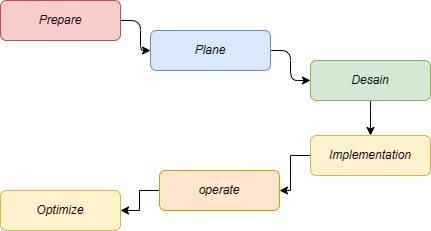 Prepare
Plane
Desain
Implementation
operate
Optimize